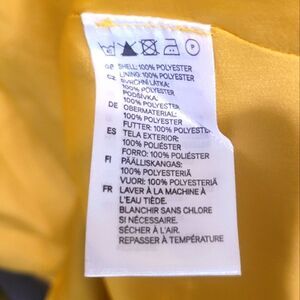 SHELL: 100% POLYESTER
LINING: 100% POLYESTER
SVRCHNÍ LÁTKA:
100% POLYESTER
PODŠÍVKA:
100% POLYESTER
DE OBERMATERIAL:
100% POLYESTER
FUTTER: 100% POLYESTER
ES TELA EXTERIOR:
100% POLIÉSTER
FORRO: 100% POLIÉSTER
FI PÄÄLLISKANGAS:
100% POLYESTERIÄ
VUORI: 100% POLYESTERIÄ
FR LAVER À LA MACHINE À
L'EAU TIÈDE.
BLANCHIR SANS CHLORE
SI NÉCESSAIRE.
SÉCHER À L'AIR.
REPASSER À TEMPÉRATURE